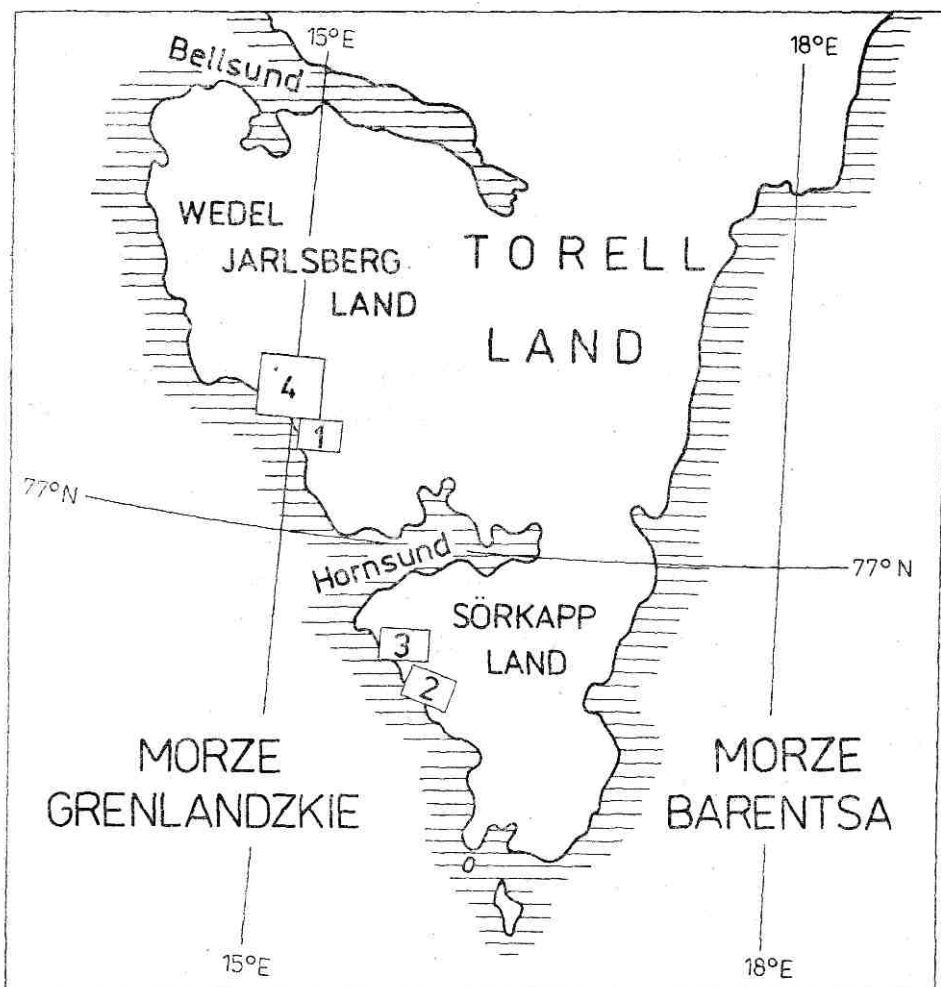 15°E
18°E
Bellsund
WEDEL
JARLSBERG
LAND
TORELL
LAND
4
1
77°N
Hornsund
77°N
SÖRKAPP
LAND
3
2
MORZE
GRENLANDZKIE
MORZE
BARENTSA
15°E
18°E